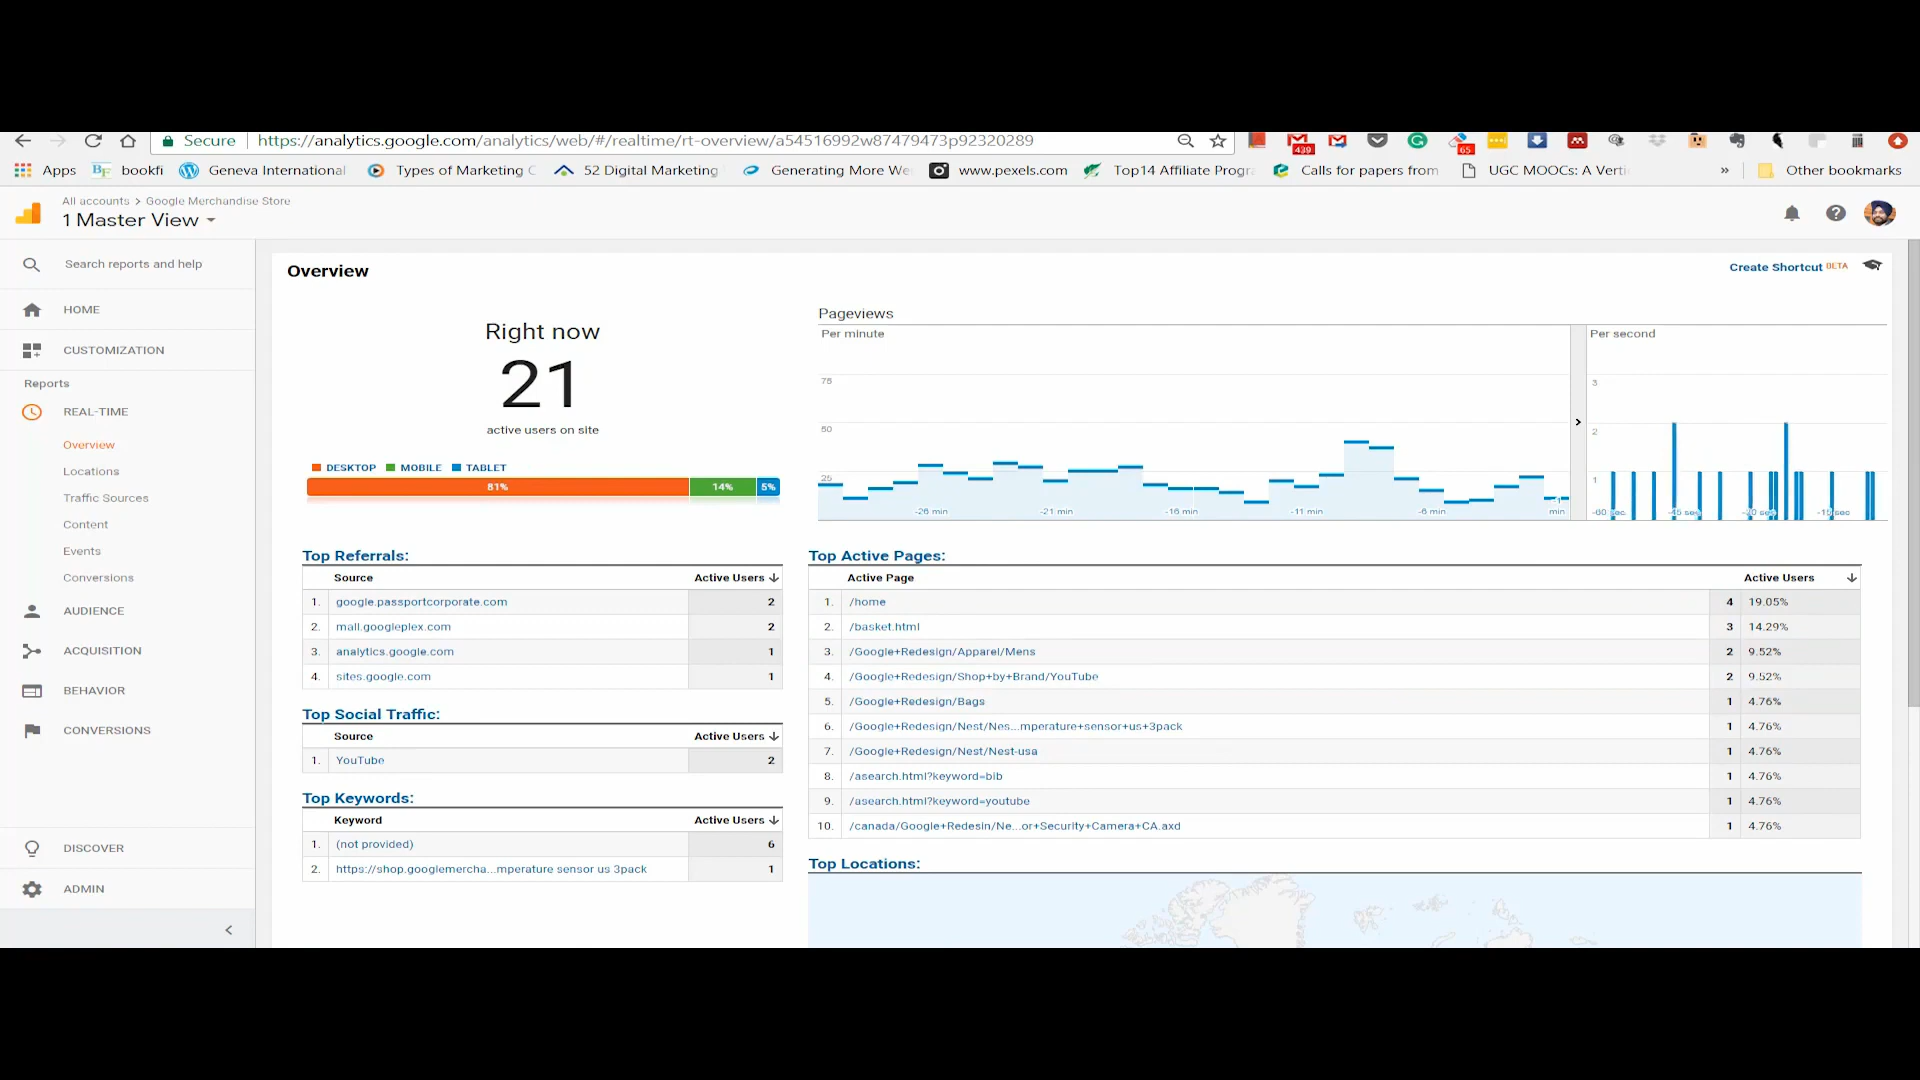 Secure https://analytics.google.com/analytics/web/#/realtime/rt-overview/a54516992w87479473p92320289
439
65
Apps BF bookfi Geneva International Types of Marketing C 52 Digital Marketing Generating More We www.pexels.com Top14 Affiliate Progra Calls for papers from UGC MOOCs: A Verti » Other bookmarks
All accounts > Google Merchandise Store
1 Master View
Search reports and help
HOME
CUSTOMIZATION
Reports
REAL-TIME
Overview
Locations
Traffic Sources
Content
Events
Conversions
AUDIENCE
ACQUISITION
BEHAVIOR
CONVERSIONS
DISCOVER
ADMIN
Overview
Create Shortcut BETA
Right now
21
active users on site
DESKTOP MOBILE TABLET
81% 14% 5%
Pageviews
Per minute
75
50
25
-26 min -21 min -16 min -11 min -6 min min
Per second
3
2
1
-60 sec -45 sec -30 sec -15 sec
Top Referrals:
Source Active Users
1. google.passportcorporate.com 2
2. mall.googleplex.com 2
3. analytics.google.com 1
4. sites.google.com 1
Top Social Traffic:
Source Active Users
1. YouTube 2
Top Keywords:
Keyword Active Users
1. (not provided) 6
2. https://shop.googlemercha...mperature sensor us 3pack 1
Top Active Pages:
Active Page Active Users
1. /home 4 19.05%
2. /basket.html 3 14.29%
3. /Google+Redesign/Apparel/Mens 2 9.52%
4. /Google+Redesign/Shop+by+Brand/YouTube 2 9.52%
5. /Google+Redesign/Bags 1 4.76%
6. /Google+Redesign/Nest/Nes...mperature+sensor+us+3pack 1 4.76%
7. /Google+Redesign/Nest/Nest-usa 1 4.76%
8. /asearch.html?keyword=bib 1 4.76%
9. /asearch.html?keyword=youtube 1 4.76%
10. /canada/Google+Redesin/Ne...or+Security+Camera+CA.axd 1 4.76%
Top Locations: